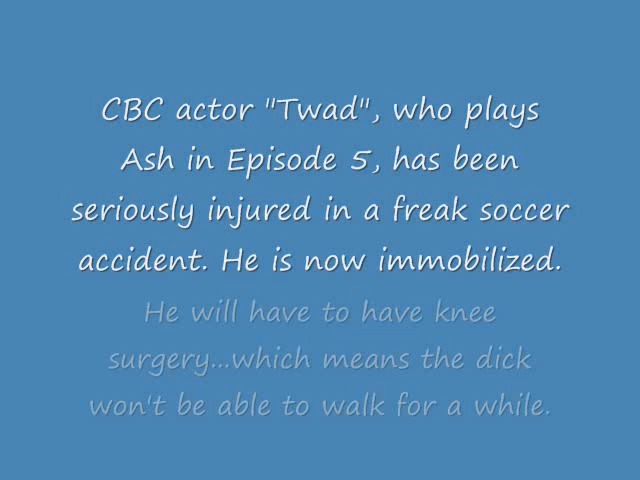 CBC actor "Twad", who plays
Ash in Episode 5, has been
seriously injured in a freak soccer
accident. He is now immobilized.
He will have to have knee
surgery...which means the dick
won't be able to walk for a while.